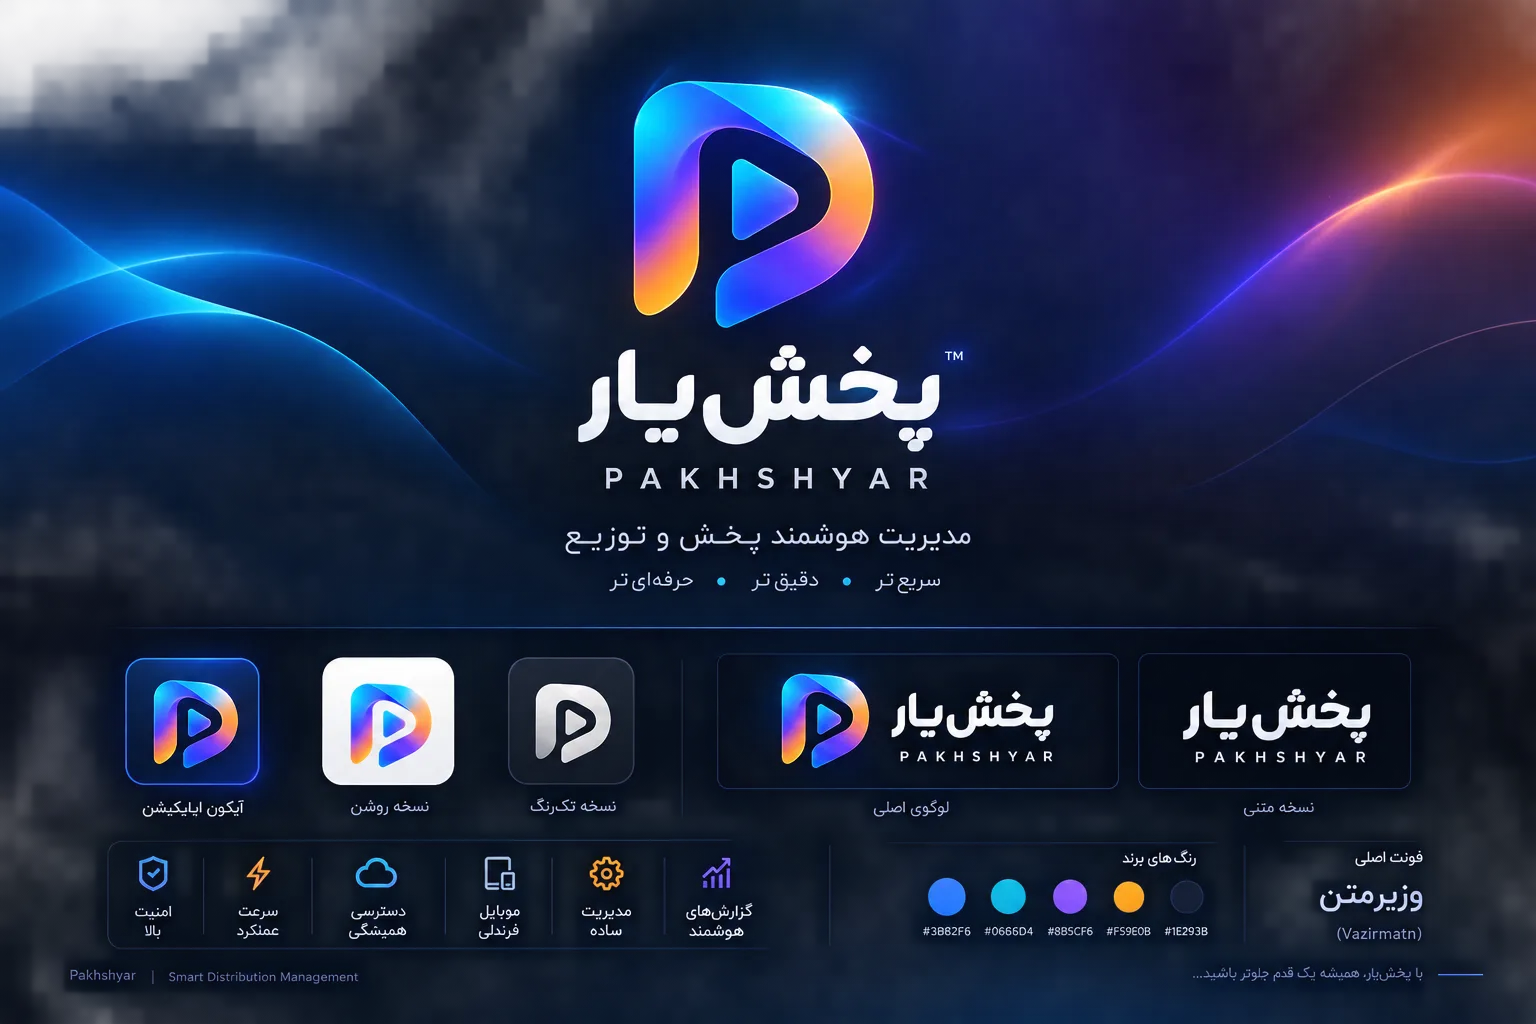 پخش‌یار
TM
PAKHSHYAR
مدیریت هوشمند پخش و توزیع
سریع‌تر • دقیق‌تر • حرفه‌ای‌تر
آیکون اپلیکیشن
نسخه روشن
نسخه تک‌رنگ
پخش‌یار
PAKHSHYAR
لوگوی اصلی
پخش‌یار
PAKHSHYAR
نسخه متنی
امنیت
بالا
سرعت
عملکرد
دسترسی
همیشگی
موبایل
فرندلی
مدیریت
ساده
گزارش‌های
هوشمند
رنگ‌های برند
#3B82F6 #0666D4 #8B5CF6 #F59E0B #1E293B
فونت اصلی
وزیرمتن
(Vazirmatn)
Pakhshyar | Smart Distribution Management
با پخش‌یار، همیشه یک قدم جلوتر باشید...